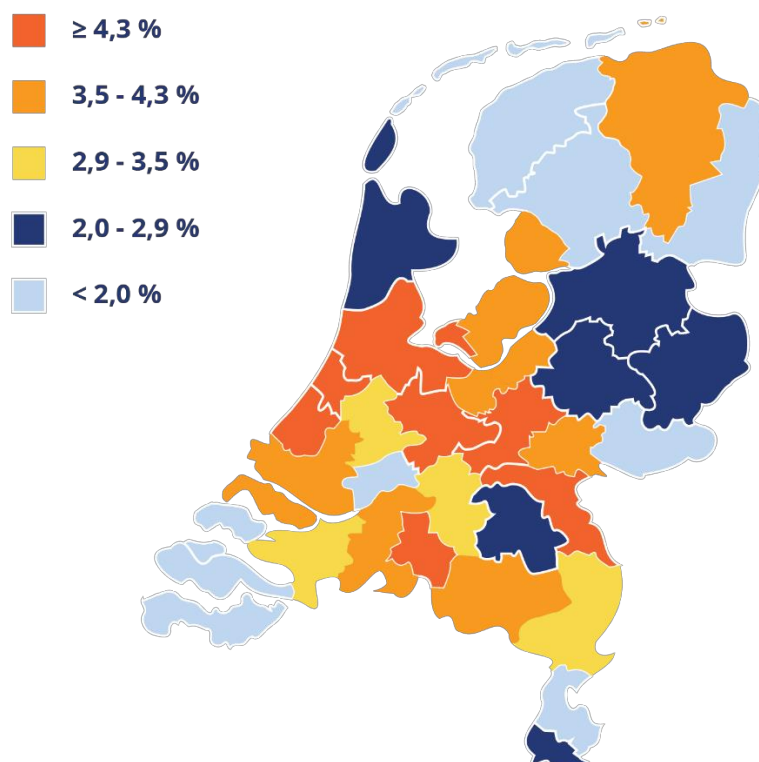 ≥ 4,3 %
3,5 - 4,3 %
2,9 - 3,5 %
2,0 - 2,9 %
< 2,0 %